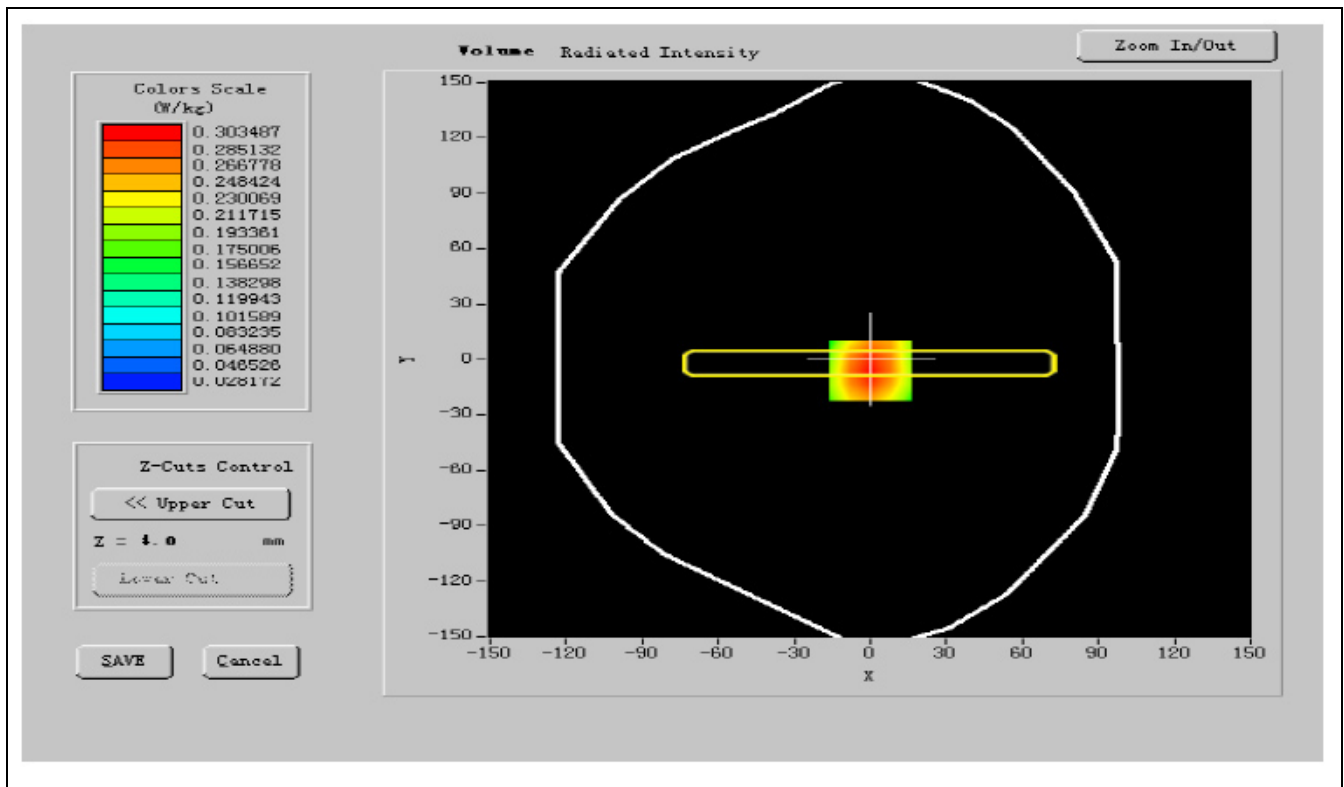 Volume Radiated Intensity
Zoom In/Out
Colors Scale
(W/kg)
0.303487
0.285132
0.266778
0.248424
0.230069
0.211715
0.193361
0.175006
0.156652
0.138298
0.119943
0.101589
0.083235
0.064880
0.046526
0.028172
Z-Cuts Control
<< Upper Cut
Z = 4.0 mm
Lower Cut
SAVE
Cancel
150
120
90
60
30
0
-30
-60
-90
-120
-150
Y
-150 -120 -90 -60 -30 0 30 60 90 120 150
X